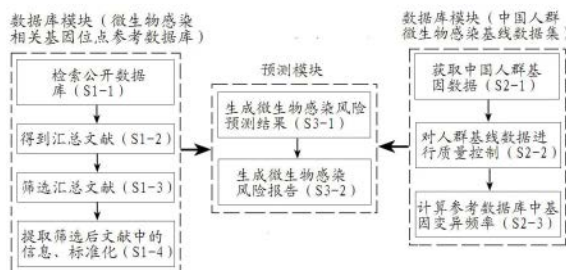 数据库模块（微生物感染
相关基因位点参考数据库）
检索公开数据
库（S1-1）
得到汇总文献（S1-2）
筛选汇总文献（S1-3）
提取筛选后文献中的
信息、标准化（S1-4）
预测模块
生成微生物感染风险
预测结果（S3-1）
生成微生物感染
风险报告（S3-2）
数据库模块（中国人群
微生物感染基线数据集）
获取中国人群基
因数据（S2-1）
对人群基线数据进
行质量控制（S2-2）
计算参考数据库中基
因变异频率（S2-3）